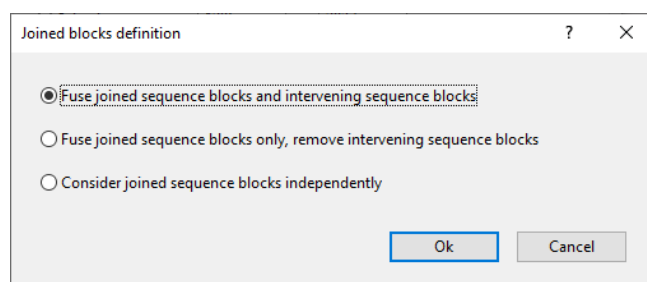 Joined blocks definition ?
Fuse joined sequence blocks and intervening sequence blocks
Fuse joined sequence blocks only, remove intervening sequence blocks
Consider joined sequence blocks independently
Ok Cancel